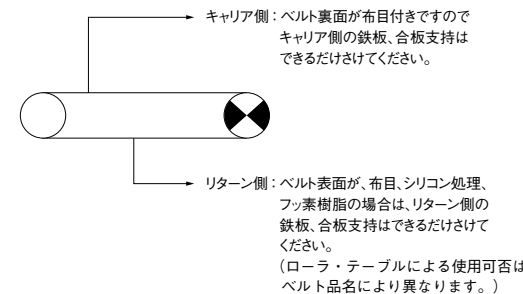 キャリア側：ベルト裏面が布目付きですので
キャリア側の鉄板、合板支持は
できるだけさけてください。
リターン側：ベルト表面が、布目、シリコン処理、
フッ素樹脂の場合は、リターン側の
鉄板、合板支持はできるだけさけて
ください。
（ローラ・テーブルによる使用可否は
ベルト品名により異なります。）